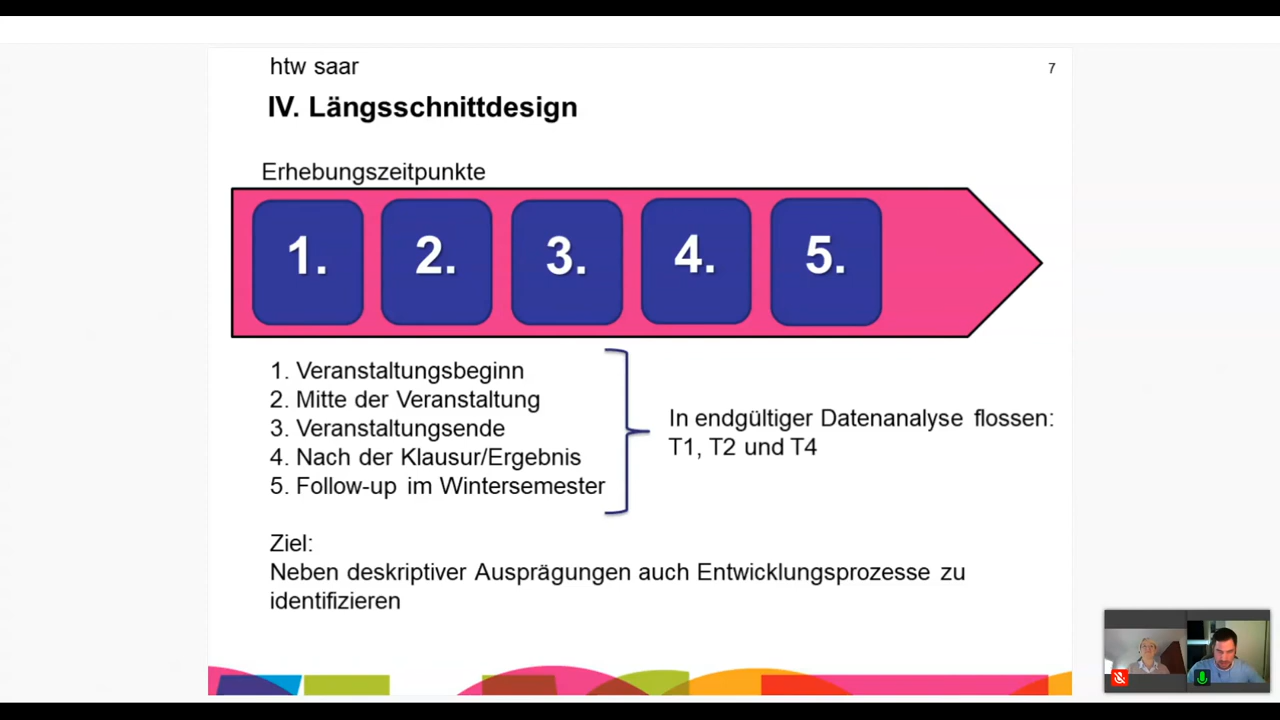 htw saar
7
IV. Längsschnittdesign
Erhebungszeitpunkte
1. 2. 3. 4. 5.
1. Veranstaltungsbeginn
2. Mitte der Veranstaltung
3. Veranstaltungsende
4. Nach der Klausur/Ergebnis
5. Follow-up im Wintersemester
In endgültiger Datenanalyse flossen:
T1, T2 und T4
Ziel:
Neben deskriptiver Ausprägungen auch Entwicklungsprozesse zu
identifizieren